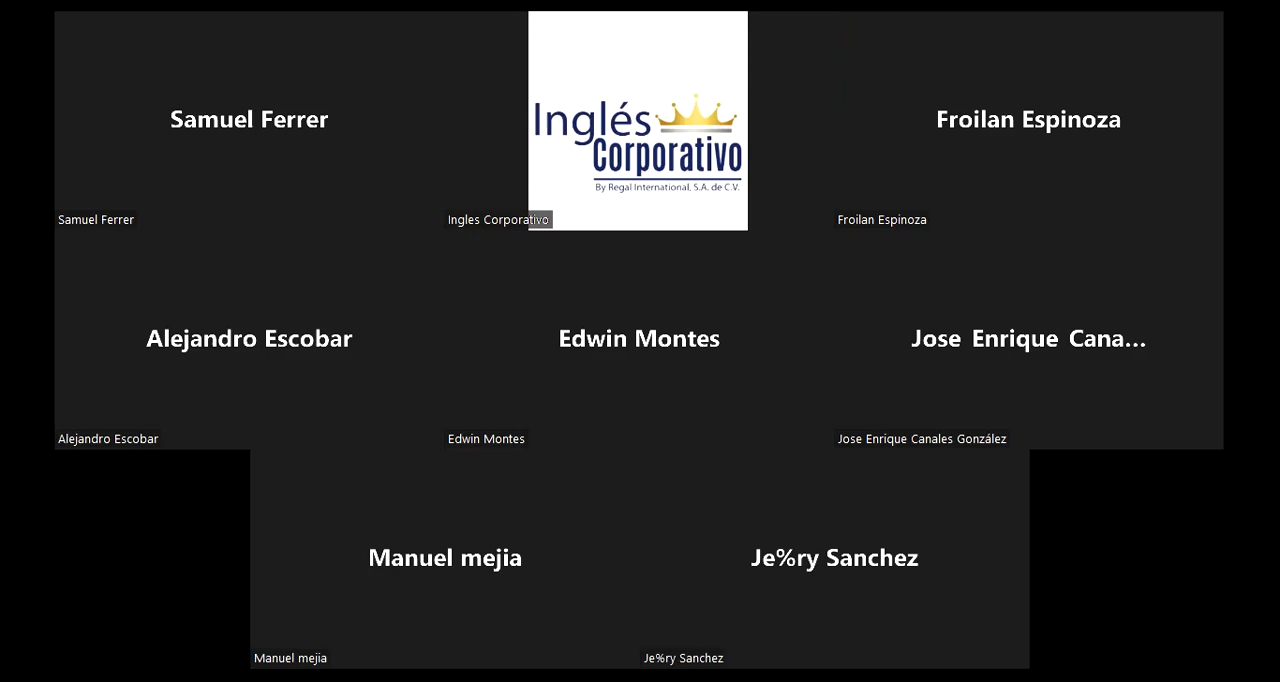 Samuel Ferrer
Inglés
Corporativo
By Regal International, S.A. de C.V.
Froilan Espinoza
Samuel Ferrer
Ingles Corporativo
Froilan Espinoza
Alejandro Escobar
Edwin Montes
Jose Enrique Cana...
Alejandro Escobar
Edwin Montes
Jose Enrique Canales González
Manuel mejia
Je%ry Sanchez
Manuel mejia
Je%ry Sanchez